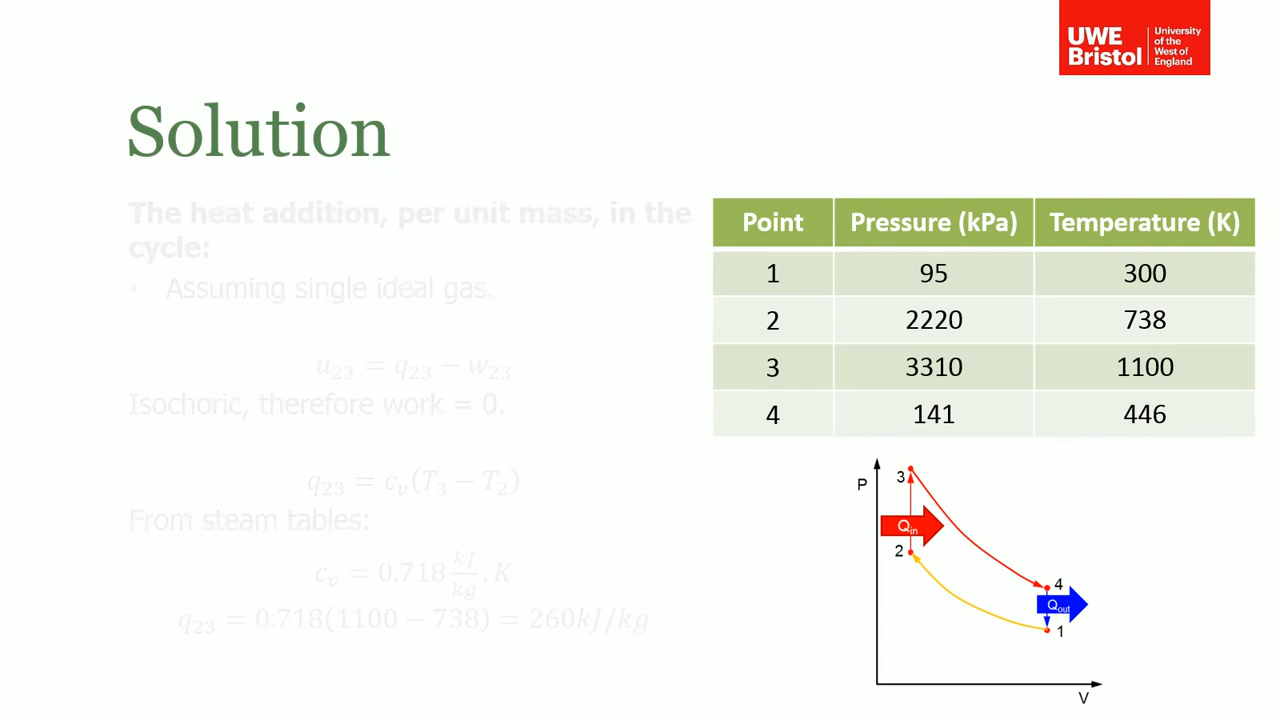 UWE
Bristol
University
of the
West of
England
Solution
The heat addition, per unit mass, in the
cycle:
• Assuming single ideal gas.
u₂₃ = q₂₃ − w₂₃
Isochoric, therefore work = 0.
q₂₃ = cᵥ(T₃ − T₂)
From steam tables:
cᵥ = 0.718 kJ/kg . K
q₂₃ = 0.718(1100 − 738) = 260kJ/kg
Point Pressure (kPa) Temperature (K)
1 95 300
2 2220 738
3 3310 1100
4 141 446
P
3
Qin
2
4
Qout
1
V